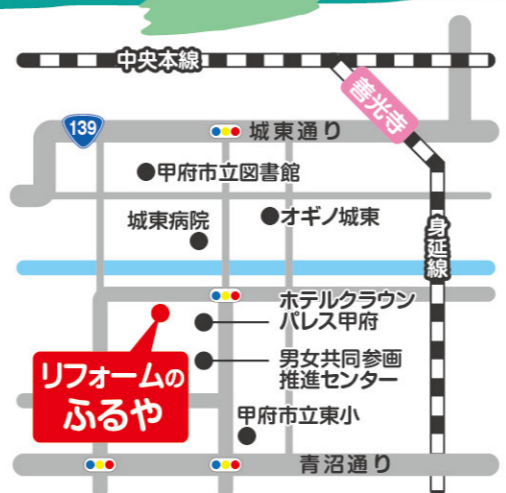 中央本線
善光寺
139
城東通り
甲府市立図書館
城東病院
オギノ城東
身延線
ホテルクラウン
パレス甲府
リフォームの
ふるや
男女共同参画
推進センター
甲府市立東小
青沼通り